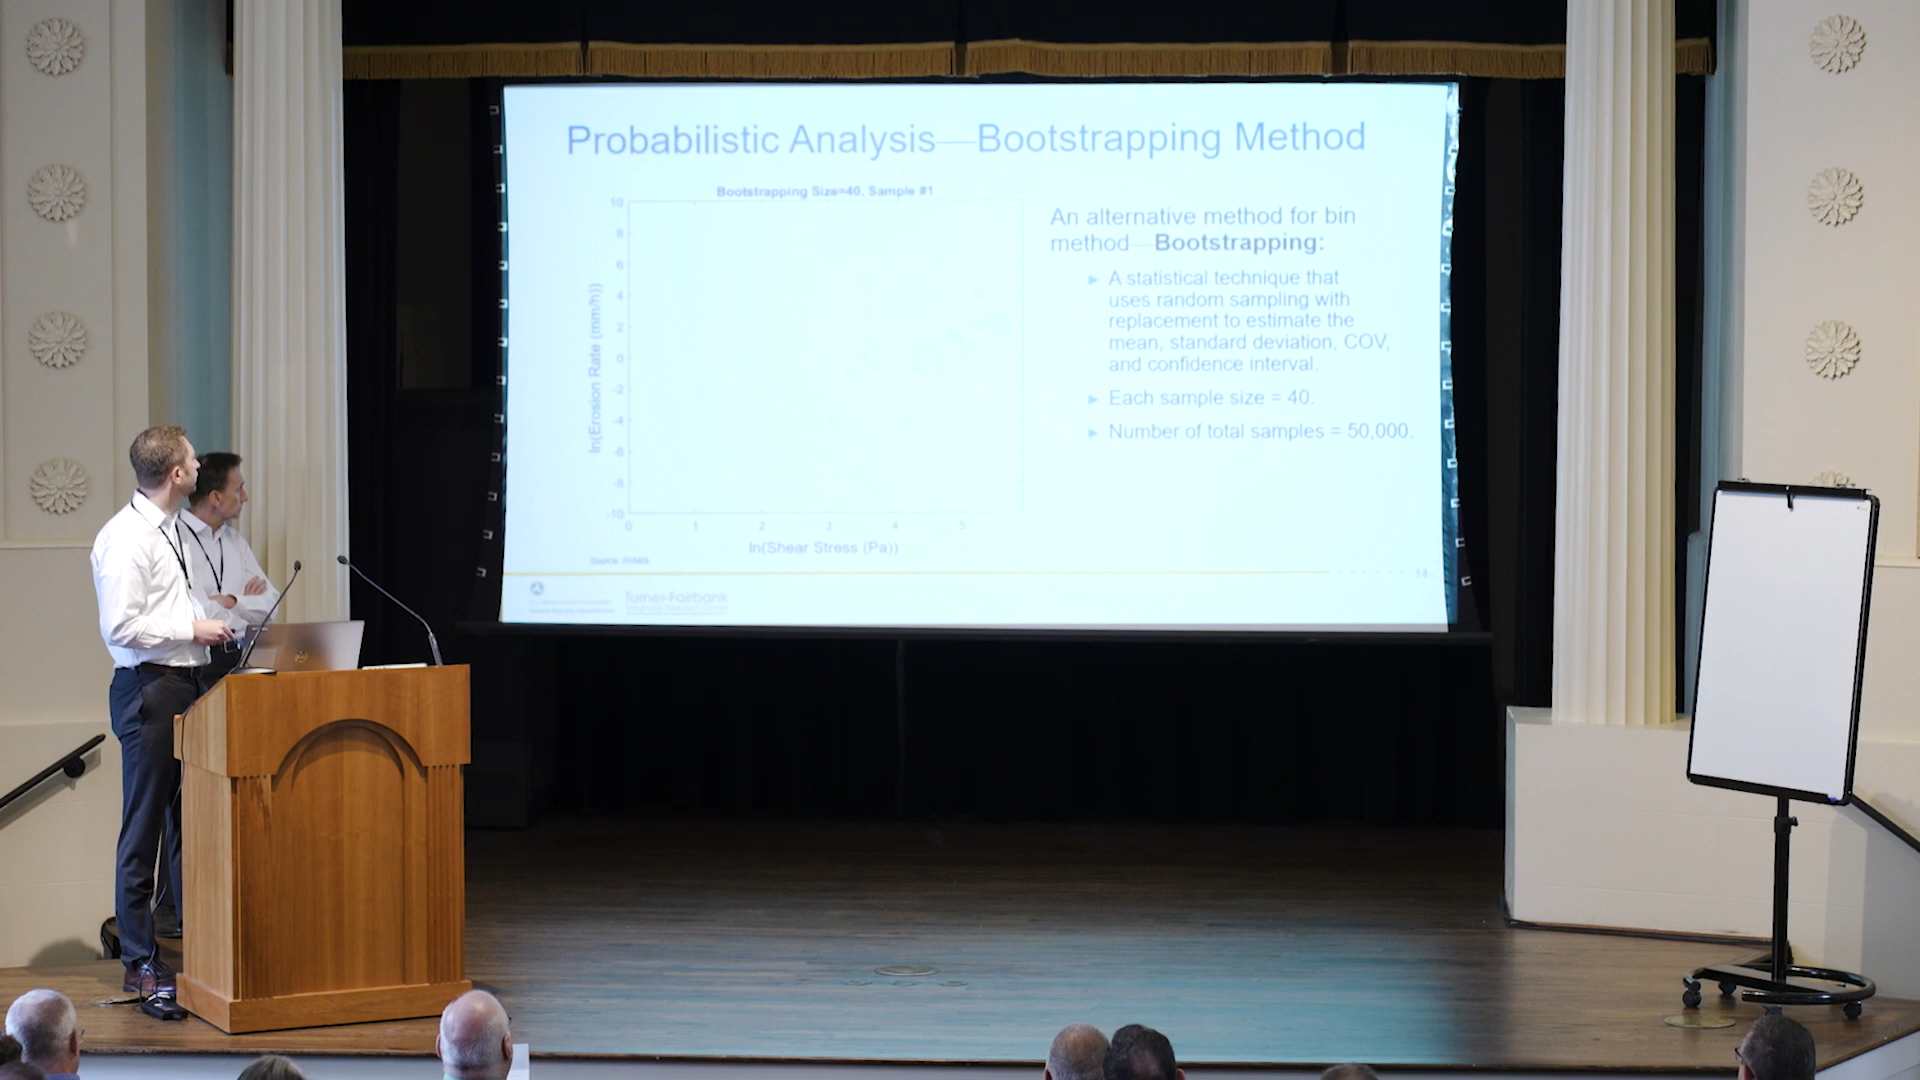 Probabilistic Analysis—Bootstrapping Method
Bootstrapping Size=40, Sample #1
10
8
6
4
2
0
-2
-4
-6
-8
-10
0 1 2 3 4 5
ln(Erosion Rate (mm/h))
ln(Shear Stress (Pa))
Source: FHWA.
An alternative method for bin
method—Bootstrapping:
► A statistical technique that
uses random sampling with
replacement to estimate the
mean, standard deviation, COV,
and confidence interval.
► Each sample size = 40.
► Number of total samples = 50,000.
14
Turner-Fairbank